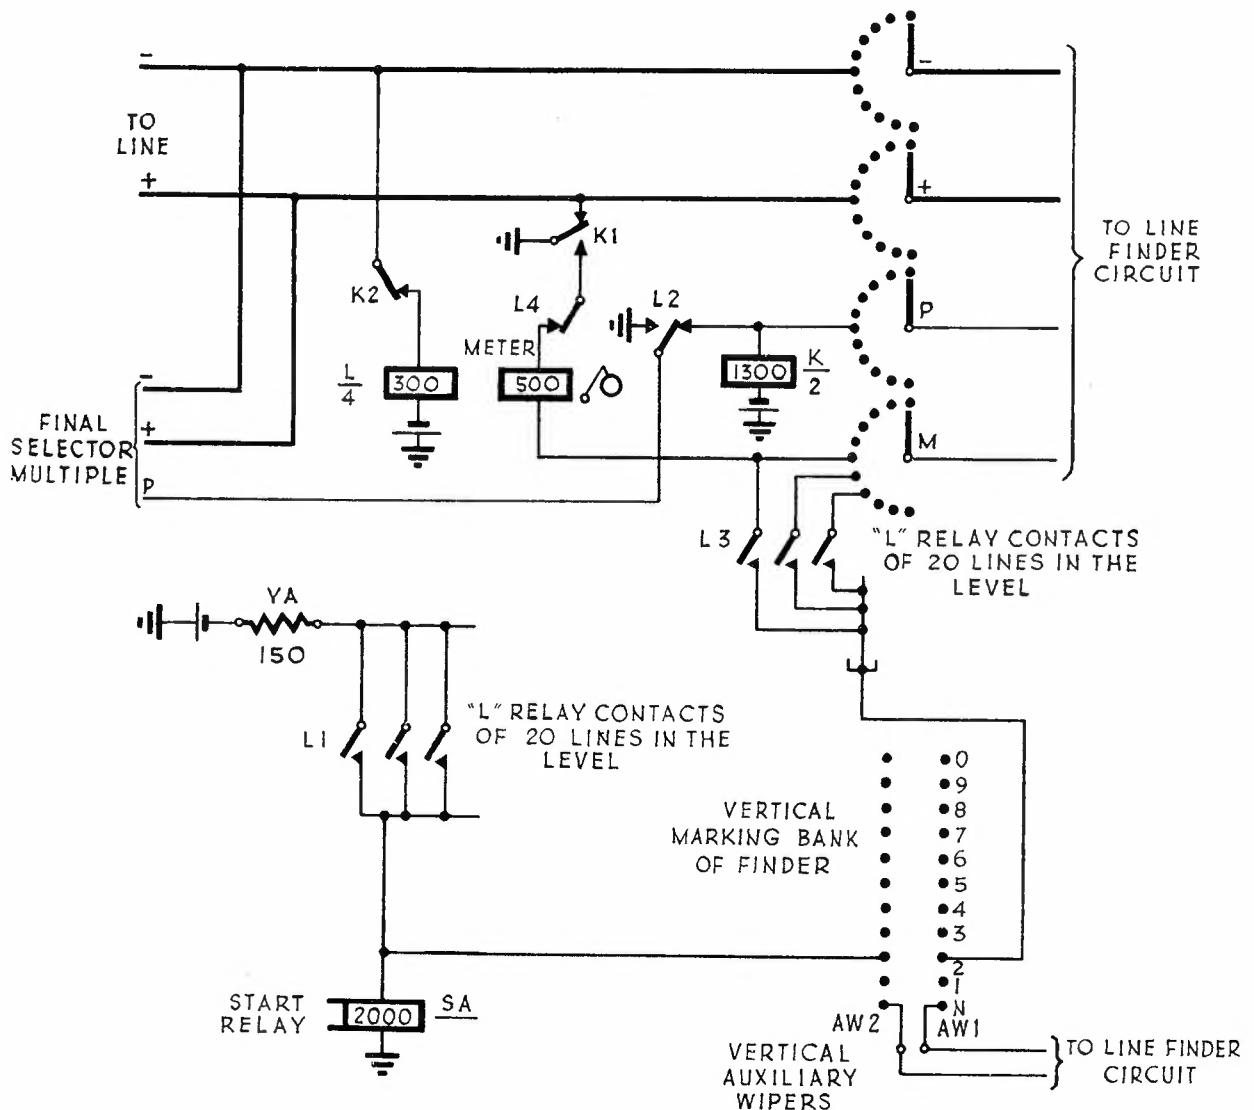 −
TO
LINE
+
−
+
P
M
TO LINE
FINDER
CIRCUIT
K1
K2
L4
L2
METER
L
4
300
500
1300
K
2
−
+
P
FINAL
SELECTOR
MULTIPLE
L3
"L" RELAY CONTACTS
OF 20 LINES IN THE
LEVEL
YA
150
L1
"L" RELAY CONTACTS
OF 20 LINES IN THE
LEVEL
VERTICAL
MARKING BANK
OF FINDER
0
9
8
7
6
5
4
3
2
1
N
START
RELAY
2000
SA
AW2
AW1
VERTICAL
AUXILIARY
WIPERS
TO LINE FINDER
CIRCUIT